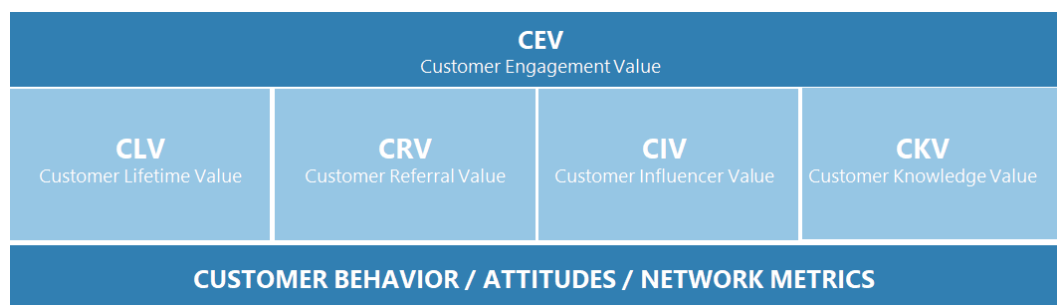 CEV
Customer Engagement Value
CLV
Customer Lifetime Value
CRV
Customer Referral Value
CIV
Customer Influencer Value
CKV
Customer Knowledge Value
CUSTOMER BEHAVIOR / ATTITUDES / NETWORK METRICS